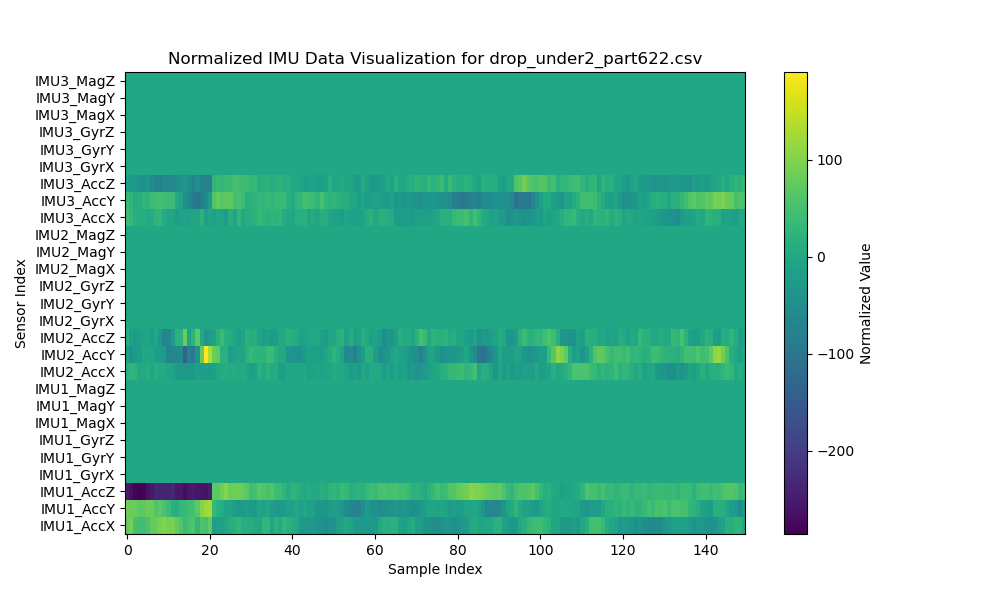 Normalized IMU Data Visualization for drop_under2_part622.csv
IMU3_MagZ
IMU3_MagY
IMU3_MagX
IMU3_GyrZ
IMU3_GyrY
IMU3_GyrX
IMU3_AccZ
IMU3_AccY
IMU3_AccX
IMU2_MagZ
IMU2_MagY
IMU2_MagX
IMU2_GyrZ
IMU2_GyrY
IMU2_GyrX
IMU2_AccZ
IMU2_AccY
IMU2_AccX
IMU1_MagZ
IMU1_MagY
IMU1_MagX
IMU1_GyrZ
IMU1_GyrY
IMU1_GyrX
IMU1_AccZ
IMU1_AccY
IMU1_AccX
Sensor Index
0 20 40 60 80 100 120 140
Sample Index
100
0
−100
−200
Normalized Value